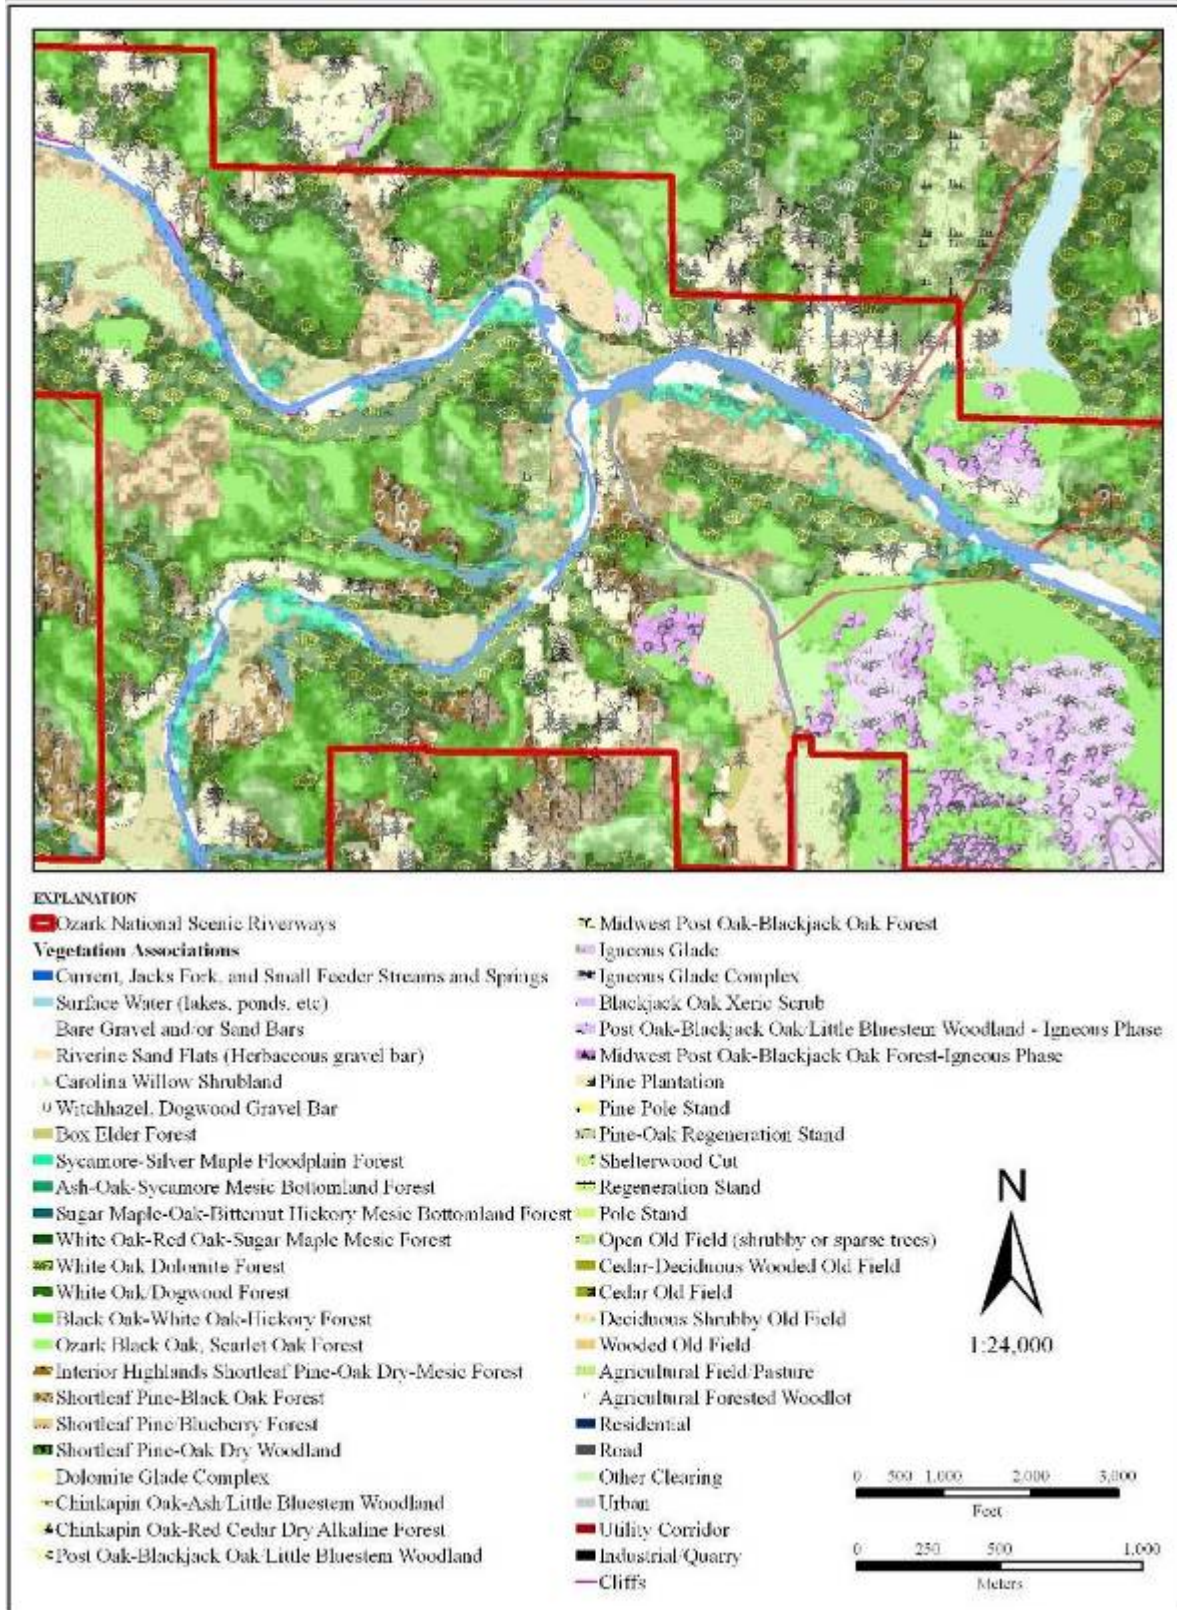 EXPLANATION
Ozark National Scenic Riverways
Vegetation Associations
Current, Jacks Fork, and Small Feeder Streams and Springs
Surface Water (lakes, ponds, etc)
Bare Gravel and/or Sand Bars
Riverine Sand Flats (Herbaceous gravel bar)
Carolina Willow Shrubland
Witchhazel, Dogwood Gravel Bar
Box Elder Forest
Sycamore-Silver Maple Floodplain Forest
Ash-Oak-Sycamore Mesic Bottomland Forest
Sugar Maple-Oak-Bitternut Hickory Mesic Bottomland Forest
White Oak-Red Oak-Sugar Maple Mesic Forest
White Oak Dolomite Forest
White Oak/Dogwood Forest
Black Oak-White Oak-Hickory Forest
Ozark Black Oak, Scarlet Oak Forest
Interior Highlands Shortleaf Pine-Oak Dry-Mesic Forest
Shortleaf Pine-Black Oak Forest
Shortleaf Pine/Blueberry Forest
Shortleaf Pine-Oak Dry Woodland
Dolomite Glade Complex
Chinkapin Oak-Ash/Little Bluestem Woodland
Chinkapin Oak-Red Cedar Dry Alkaline Forest
Post Oak-Blackjack Oak/Little Bluestem Woodland
Midwest Post Oak-Blackjack Oak Forest
Igneous Glade
Igneous Glade Complex
Blackjack Oak Xeric Scrub
Post Oak-Blackjack Oak/Little Bluestem Woodland - Igneous Phase
Midwest Post Oak-Blackjack Oak Forest-Igneous Phase
Pine Plantation
Pine Pole Stand
Pine-Oak Regeneration Stand
Shelterwood Cut
Regeneration Stand
Pole Stand
Open Old Field (shrubby or sparse trees)
Cedar-Deciduous Wooded Old Field
Cedar Old Field
Deciduous Shrubby Old Field
Wooded Old Field
Agricultural Field/Pasture
Agricultural Forested Woodlot
Residential
Road
Other Clearing
Urban
Utility Corridor
Industrial/Quarry
Cliffs
N
1:24,000
0 500 1,000 2,000 3,000
Feet
0 250 500 1,000
Meters